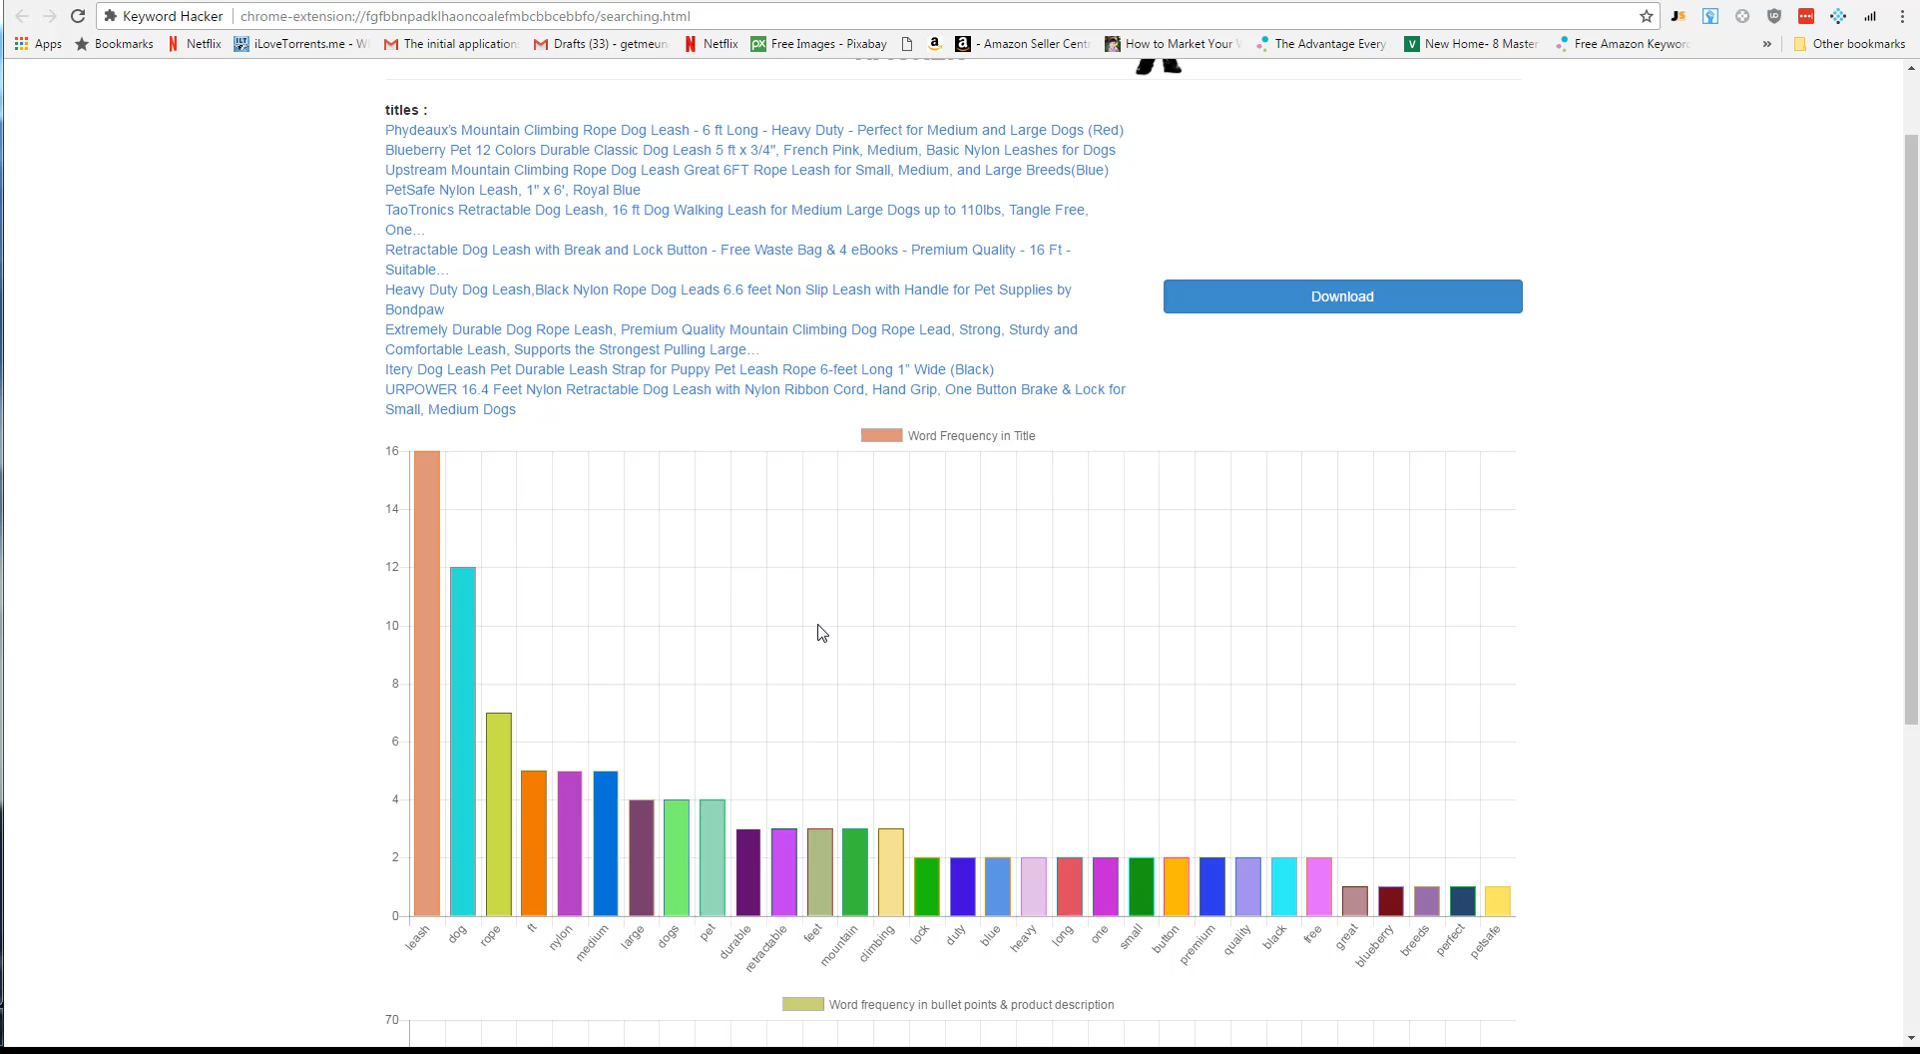 Keyword Hacker chrome-extension://fgfbbnpadklhaoncoalefmbcbbcebbfo/searching.html
Apps Bookmarks Netflix iLoveTorrents.me - The initial application Drafts (33) - getmeun Netflix Free Images - Pixabay - Amazon Seller Cent How to Market Your The Advantage Every New Home- 8 Master Free Amazon Keyword » Other bookmarks
titles :
Phydeaux's Mountain Climbing Rope Dog Leash - 6 ft Long - Heavy Duty - Perfect for Medium and Large Dogs (Red)
Blueberry Pet 12 Colors Durable Classic Dog Leash 5 ft x 3/4", French Pink, Medium, Basic Nylon Leashes for Dogs
Upstream Mountain Climbing Rope Dog Leash Great 6FT Rope Leash for Small, Medium, and Large Breeds(Blue)
PetSafe Nylon Leash, 1" x 6', Royal Blue
TaoTronics Retractable Dog Leash, 16 ft Dog Walking Leash for Medium Large Dogs up to 110lbs, Tangle Free,
One…
Retractable Dog Leash with Break and Lock Button - Free Waste Bag & 4 eBooks - Premium Quality - 16 Ft -
Suitable…
Heavy Duty Dog Leash,Black Nylon Rope Dog Leads 6.6 feet Non Slip Leash with Handle for Pet Supplies by
Bondpaw
Extremely Durable Dog Rope Leash, Premium Quality Mountain Climbing Dog Rope Lead, Strong, Sturdy and
Comfortable Leash, Supports the Strongest Pulling Large…
Itery Dog Leash Pet Durable Leash Strap for Puppy Pet Leash Rope 6-feet Long 1” Wide (Black)
URPOWER 16.4 Feet Nylon Retractable Dog Leash with Nylon Ribbon Cord, Hand Grip, One Button Brake & Lock for
Small, Medium Dogs
Download
Word Frequency in Title
16
14
12
10
8
6
4
2
0
leash dog rope ft nylon medium large dogs pet durable retractable feet mountain climbing lock duty blue heavy long one small button premium quality black free great blueberry breeds perfect petsafe
Word frequency in bullet points & product description
70